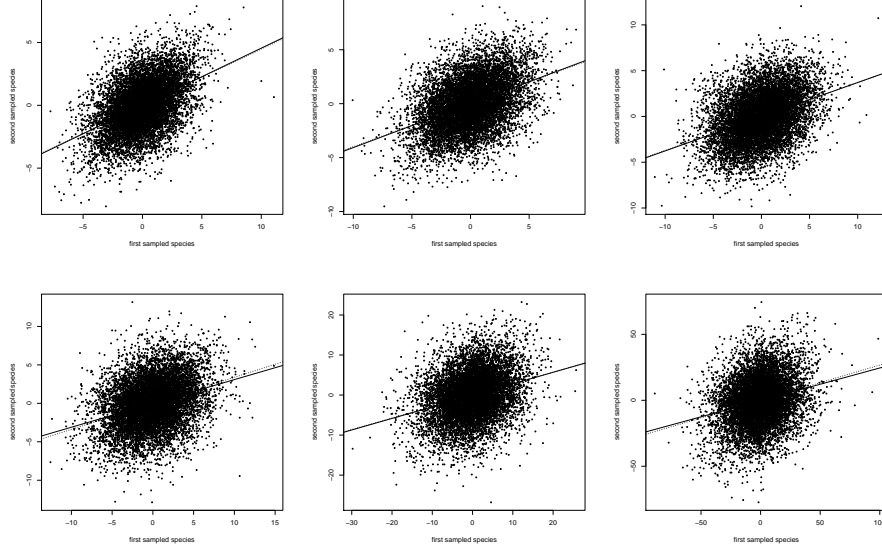 5
0
−5
second sampled species
−5 0 5 10
first sampled species
5
0
−5
−10
second sampled species
−10 −5 0 5
first sampled species
10
5
0
−5
−10
second sampled species
−10 −5 0 5 10
first sampled species
10
5
0
−5
−10
second sampled species
−10 −5 0 5 10 15
first sampled species
20
10
0
−10
−20
second sampled species
−30 −20 −10 0 10 20
first sampled species
50
0
−50
second sampled species
−50 0 50 100
first sampled species